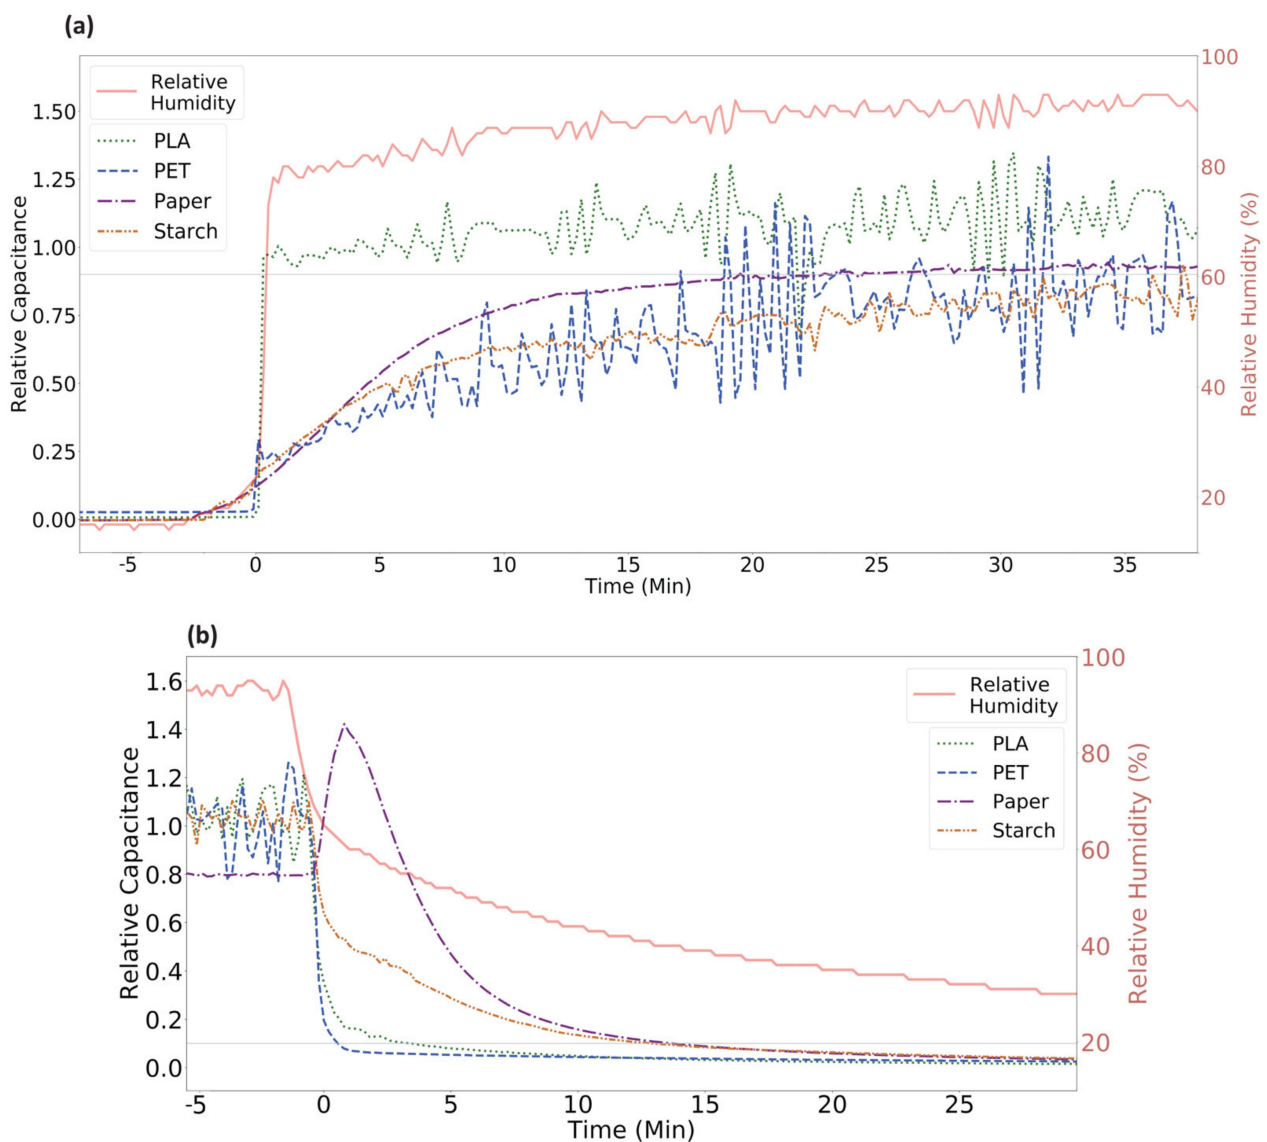 (a)
Relative
Humidity
PLA
PET
Paper
Starch
Relative Capacitance
1.50
1.25
1.00
0.75
0.50
0.25
0.00
-5
0
5
10
15
20
25
30
35
Time (Min)
100
80
60
40
20
Relative Humidity (%)
(b)
Relative
Humidity
PLA
PET
Paper
Starch
Relative Capacitance
1.6
1.4
1.2
1.0
0.8
0.6
0.4
0.2
0.0
-5
0
5
10
15
20
25
Time (Min)
100
80
60
40
20
Relative Humidity (%)